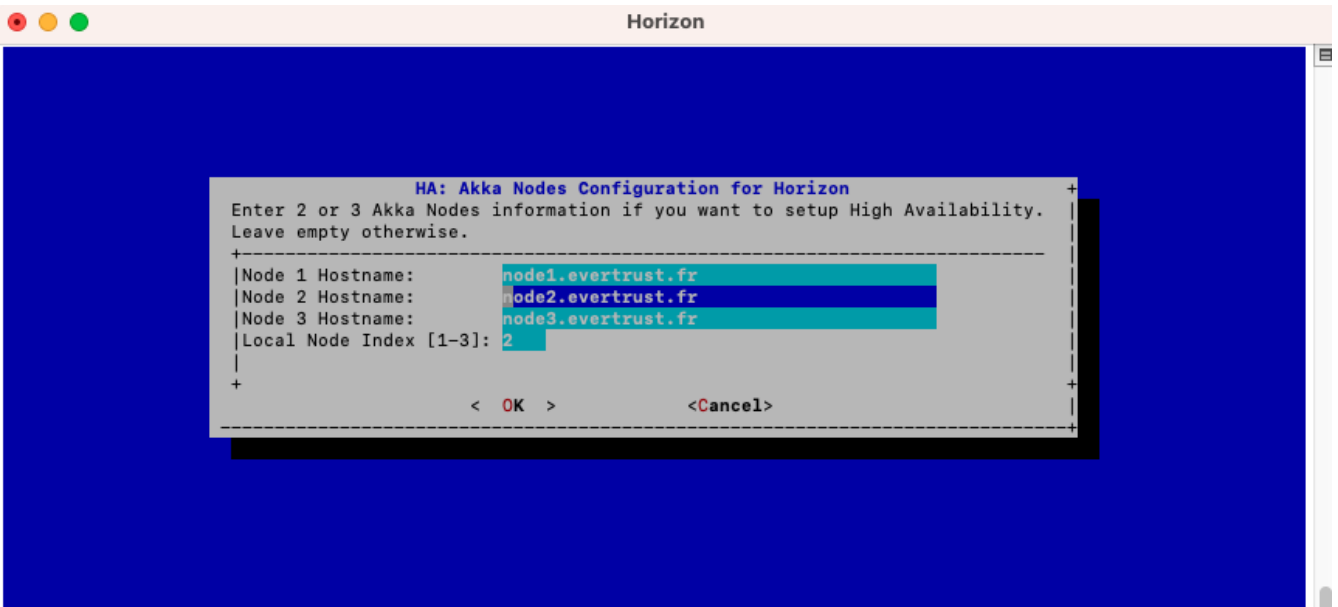 Horizon
HA: Akka Nodes Configuration for Horizon
Enter 2 or 3 Akka Nodes information if you want to setup High Availability.
Leave empty otherwise.
Node 1 Hostname: node1.evertrust.fr
Node 2 Hostname: node2.evertrust.fr
Node 3 Hostname: node3.evertrust.fr
Local Node Index [1-3]: 2
< OK > <Cancel>